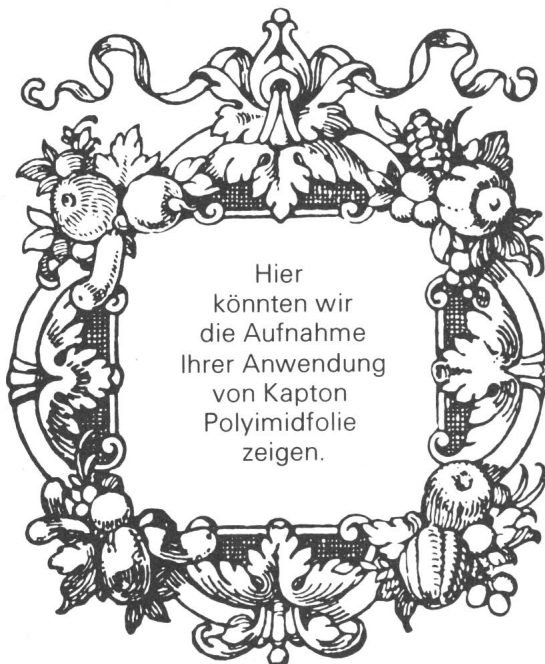 Hier
könnten wir
die Aufnahme
Ihrer Anwendung
von Kapton
Polyimidfolie
zeigen.